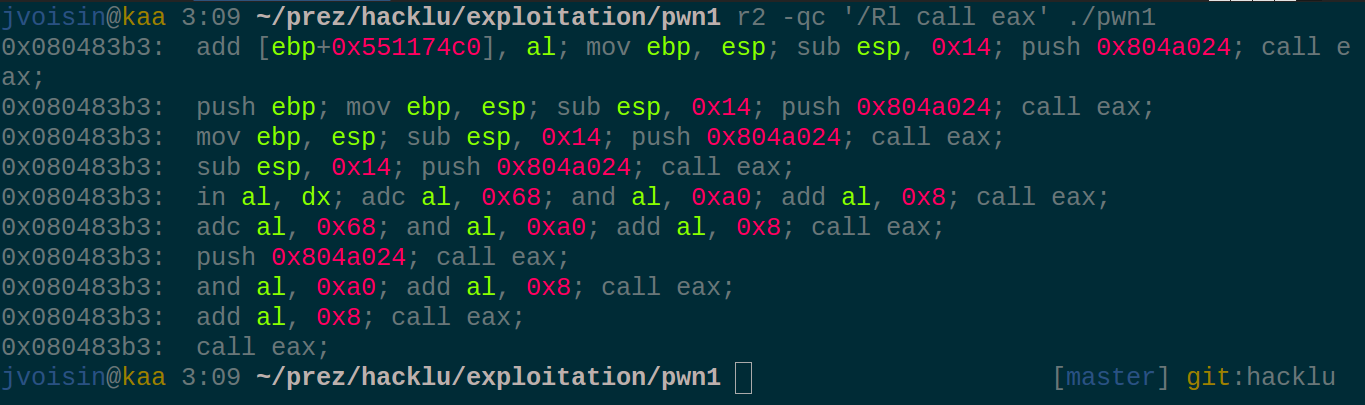 jvoisin@kaa 3:09 ~/prez/hacklu/exploitation/pwn1 r2 -qc '/Rl call eax' ./pwn1
0x080483b3:  add [ebp+0x551174c0], al; mov ebp, esp; sub esp, 0x14; push 0x804a024; call e
ax;
0x080483b3:  push ebp; mov ebp, esp; sub esp, 0x14; push 0x804a024; call eax;
0x080483b3:  mov ebp, esp; sub esp, 0x14; push 0x804a024; call eax;
0x080483b3:  sub esp, 0x14; push 0x804a024; call eax;
0x080483b3:  in al, dx; adc al, 0x68; and al, 0xa0; add al, 0x8; call eax;
0x080483b3:  adc al, 0x68; and al, 0xa0; add al, 0x8; call eax;
0x080483b3:  push 0x804a024; call eax;
0x080483b3:  and al, 0xa0; add al, 0x8; call eax;
0x080483b3:  add al, 0x8; call eax;
0x080483b3:  call eax;
jvoisin@kaa 3:09 ~/prez/hacklu/exploitation/pwn1 [master] git:hacklu